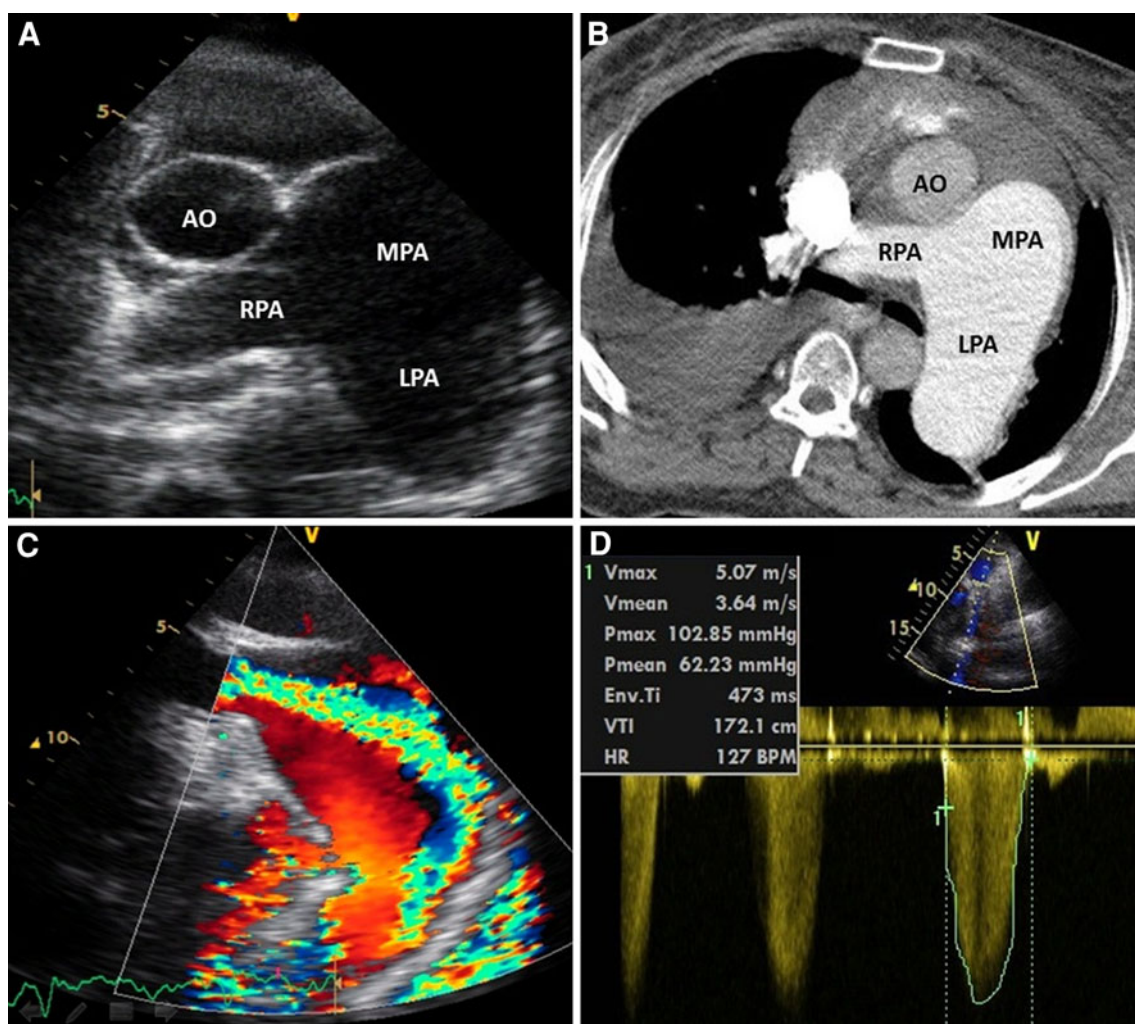 A
V
5
AO
MPA
RPA
LPA
B
AO
RPA
MPA
LPA
C
V
5
10
D
V
5
10
15
1 Vmax 5.07 m/s
Vmean 3.64 m/s
Pmax 102.85 mmHg
Pmean 62.23 mmHg
Env.Ti 473 ms
VTI 172.1 cm
HR 127 BPM
1
1